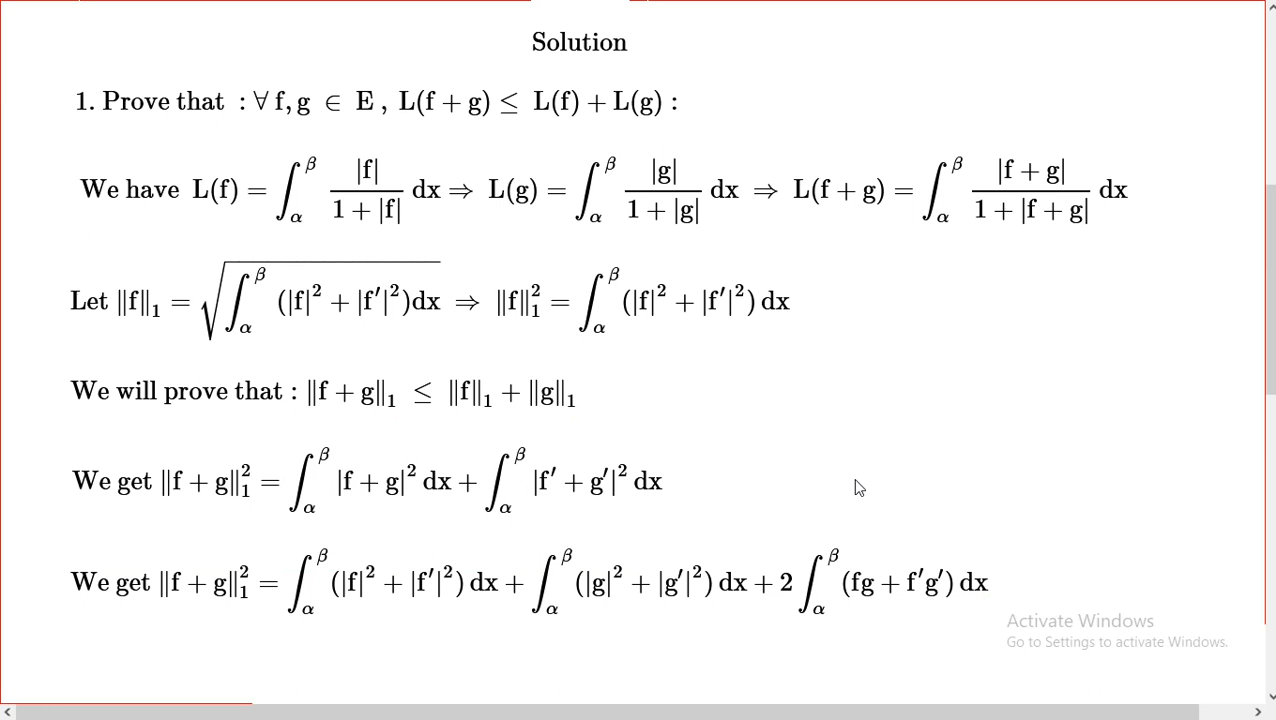 Solution
1. Prove that : ∀ f, g ∈ E , L(f + g) ≤ L(f) + L(g) :
We have L(f) = ∫_α^β |f| / (1 + |f|) dx ⇒ L(g) = ∫_α^β |g| / (1 + |g|) dx ⇒ L(f + g) = ∫_α^β |f + g| / (1 + |f + g|) dx
Let ‖f‖₁ = √(∫_α^β (|f|² + |f′|²)dx) ⇒ ‖f‖₁² = ∫_α^β (|f|² + |f′|²) dx
We will prove that : ‖f + g‖₁ ≤ ‖f‖₁ + ‖g‖₁
We get ‖f + g‖₁² = ∫_α^β |f + g|² dx + ∫_α^β |f′ + g′|² dx
We get ‖f + g‖₁² = ∫_α^β (|f|² + |f′|²) dx + ∫_α^β (|g|² + |g′|²) dx + 2 ∫_α^β (fg + f′g′) dx
Activate Windows
Go to Settings to activate Windows.